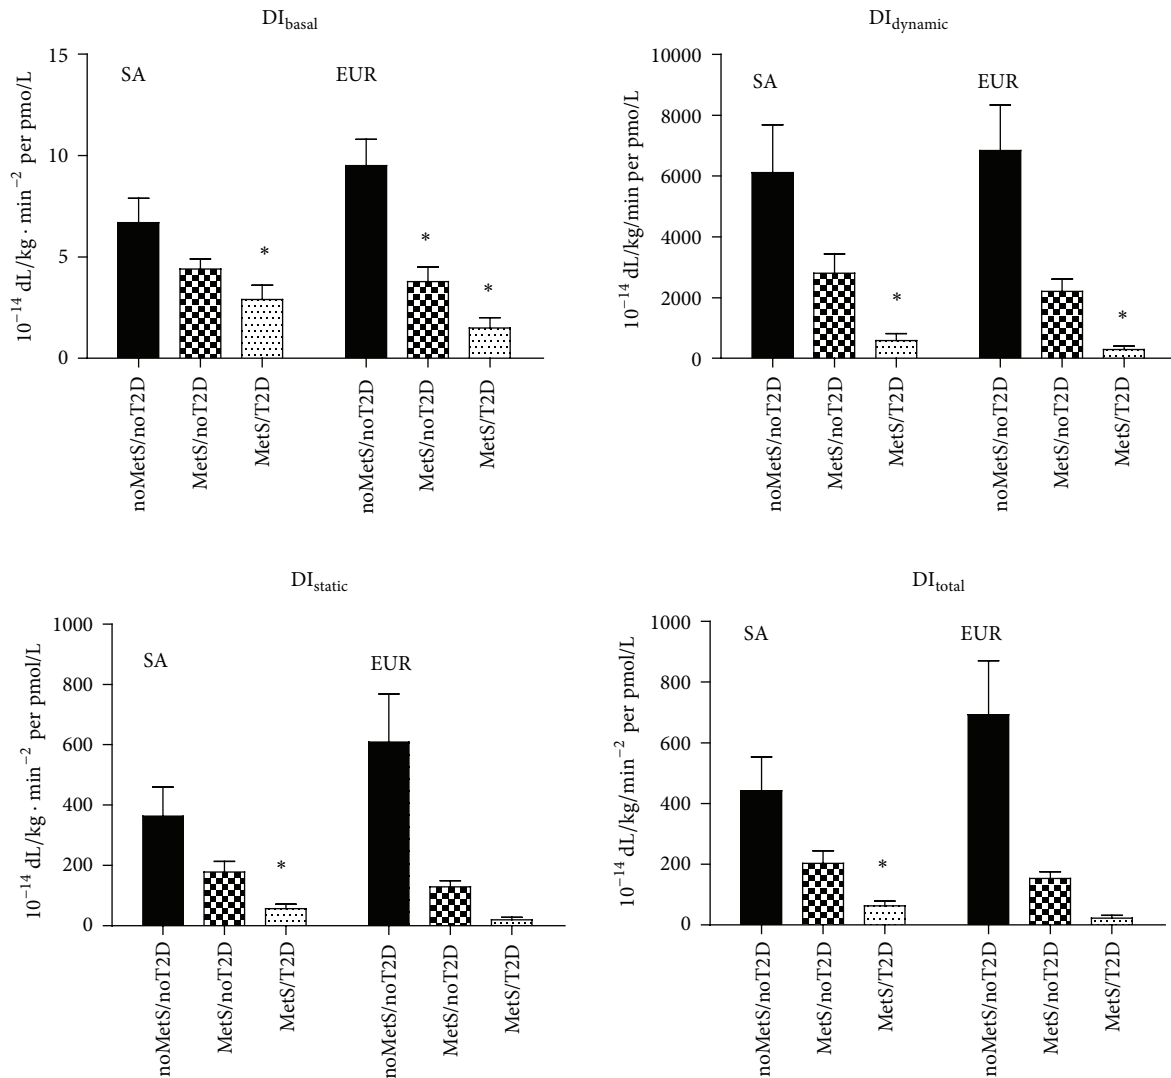 DI_basal
10^−14 dL/kg · min^−2 per pmo/L
15
10
5
0
SA
EUR
*
*
*
noMetS/noT2D
MetS/noT2D
MetS/T2D
noMetS/noT2D
MetS/noT2D
MetS/T2D
DI_dynamic
10^−14 dL/kg/min per pmo/L
10000
8000
6000
4000
2000
0
SA
EUR
*
*
noMetS/noT2D
MetS/noT2D
MetS/T2D
noMetS/noT2D
MetS/noT2D
MetS/T2D
DI_static
10^−14 dL/kg · min^−2 per pmol/L
1000
800
600
400
200
0
SA
EUR
*
noMetS/noT2D
MetS/noT2D
MetS/T2D
noMetS/noT2D
MetS/noT2D
MetS/T2D
DI_total
10^−14 dL/kg/min^−2 per pmol/L
1000
800
600
400
200
0
SA
EUR
*
noMetS/noT2D
MetS/noT2D
MetS/T2D
noMetS/noT2D
MetS/noT2D
MetS/T2D